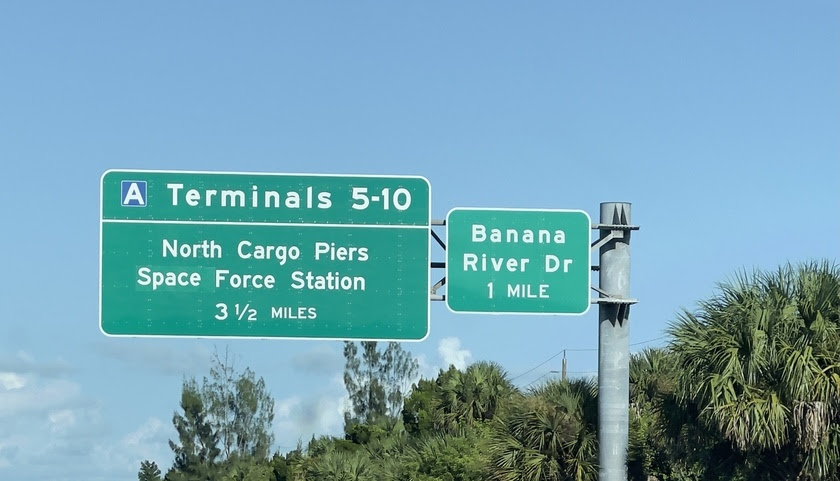 A Terminals 5-10
North Cargo Piers
Space Force Station
3 1/2 MILES
Banana
River Dr
1 MILE